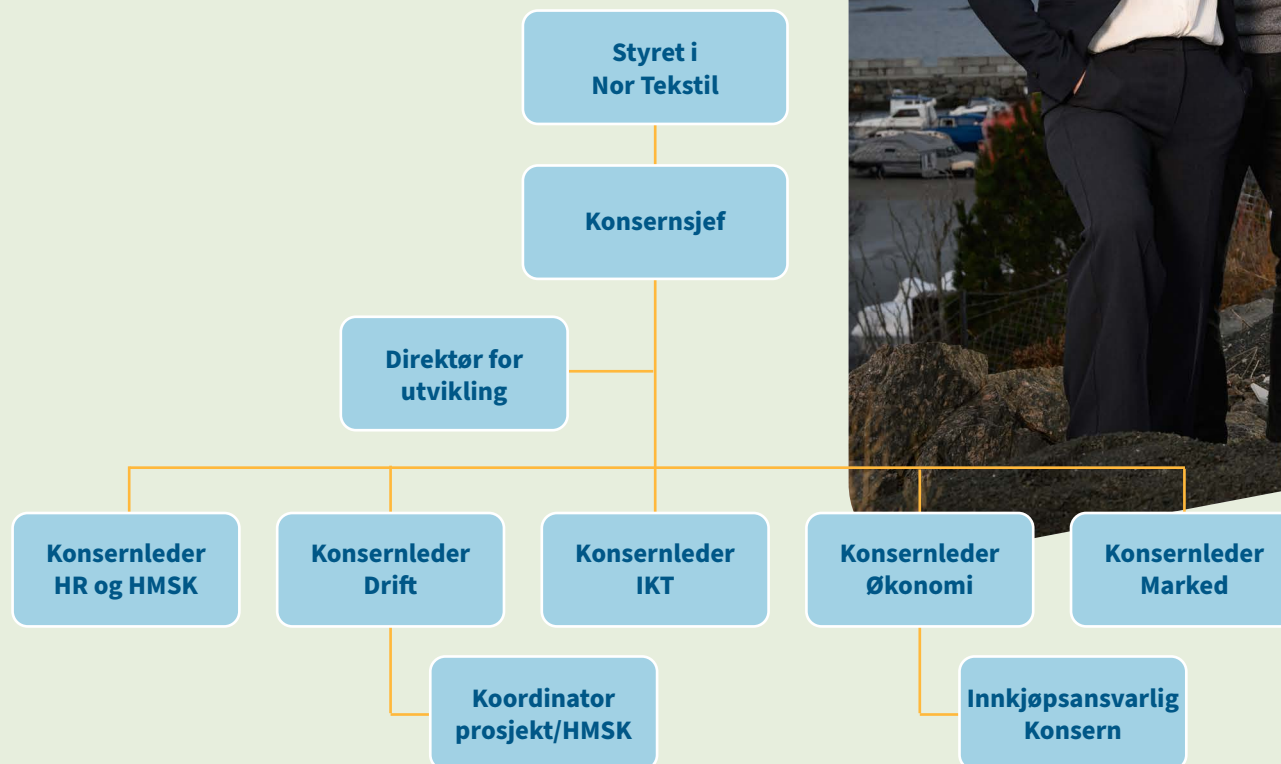 Styret i
Nor Tekstil
Konsernsjef
Direktør for
utvikling
Konsernleder
HR og HMSK
Konsernleder
Drift
Konsernleder
IKT
Konsernleder
Økonomi
Konsernleder
Marked
Koordinator
prosjekt/HMSK
Innkjøpsansvarlig
Konsern